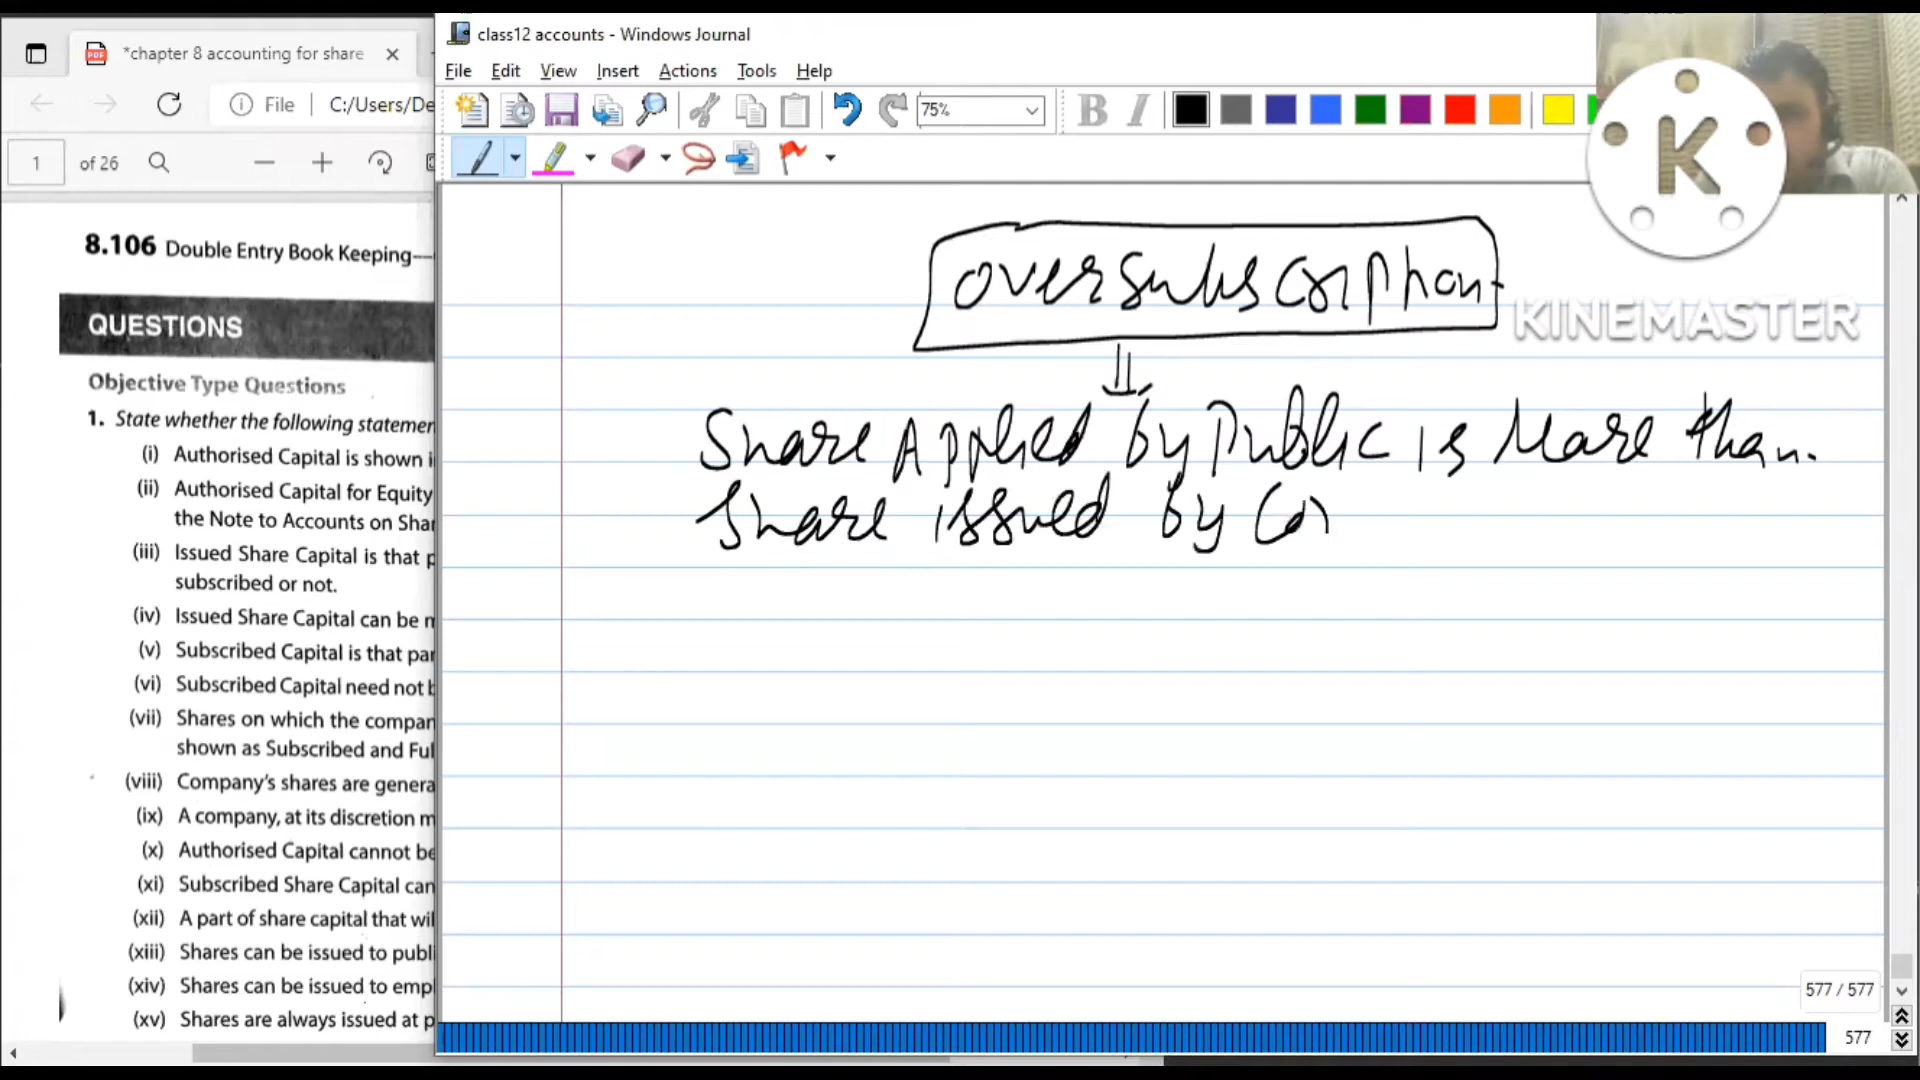 *chapter 8 accounting for share
File
C:/Users/De
1 of 26
8.106 Double Entry Book Keeping—
QUESTIONS
Objective Type Questions
1. State whether the following statemen
(i) Authorised Capital is shown i
(ii) Authorised Capital for Equity
the Note to Accounts on Shar
(iii) Issued Share Capital is that p
subscribed or not.
(iv) Issued Share Capital can be m
(v) Subscribed Capital is that par
(vi) Subscribed Capital need not b
(vii) Shares on which the compan
shown as Subscribed and Ful
(viii) Company's shares are genera
(ix) A company, at its discretion m
(x) Authorised Capital cannot be
(xi) Subscribed Share Capital can
(xii) A part of share capital that wil
(xiii) Shares can be issued to publi
(xiv) Shares can be issued to empl
(xv) Shares are always issued at p
class12 accounts - Windows Journal
File Edit View Insert Actions Tools Help
75%
B I
K
KINEMASTER
over subscription
Share Applied by Public is More than.
Share issued by Co
577 / 577
577